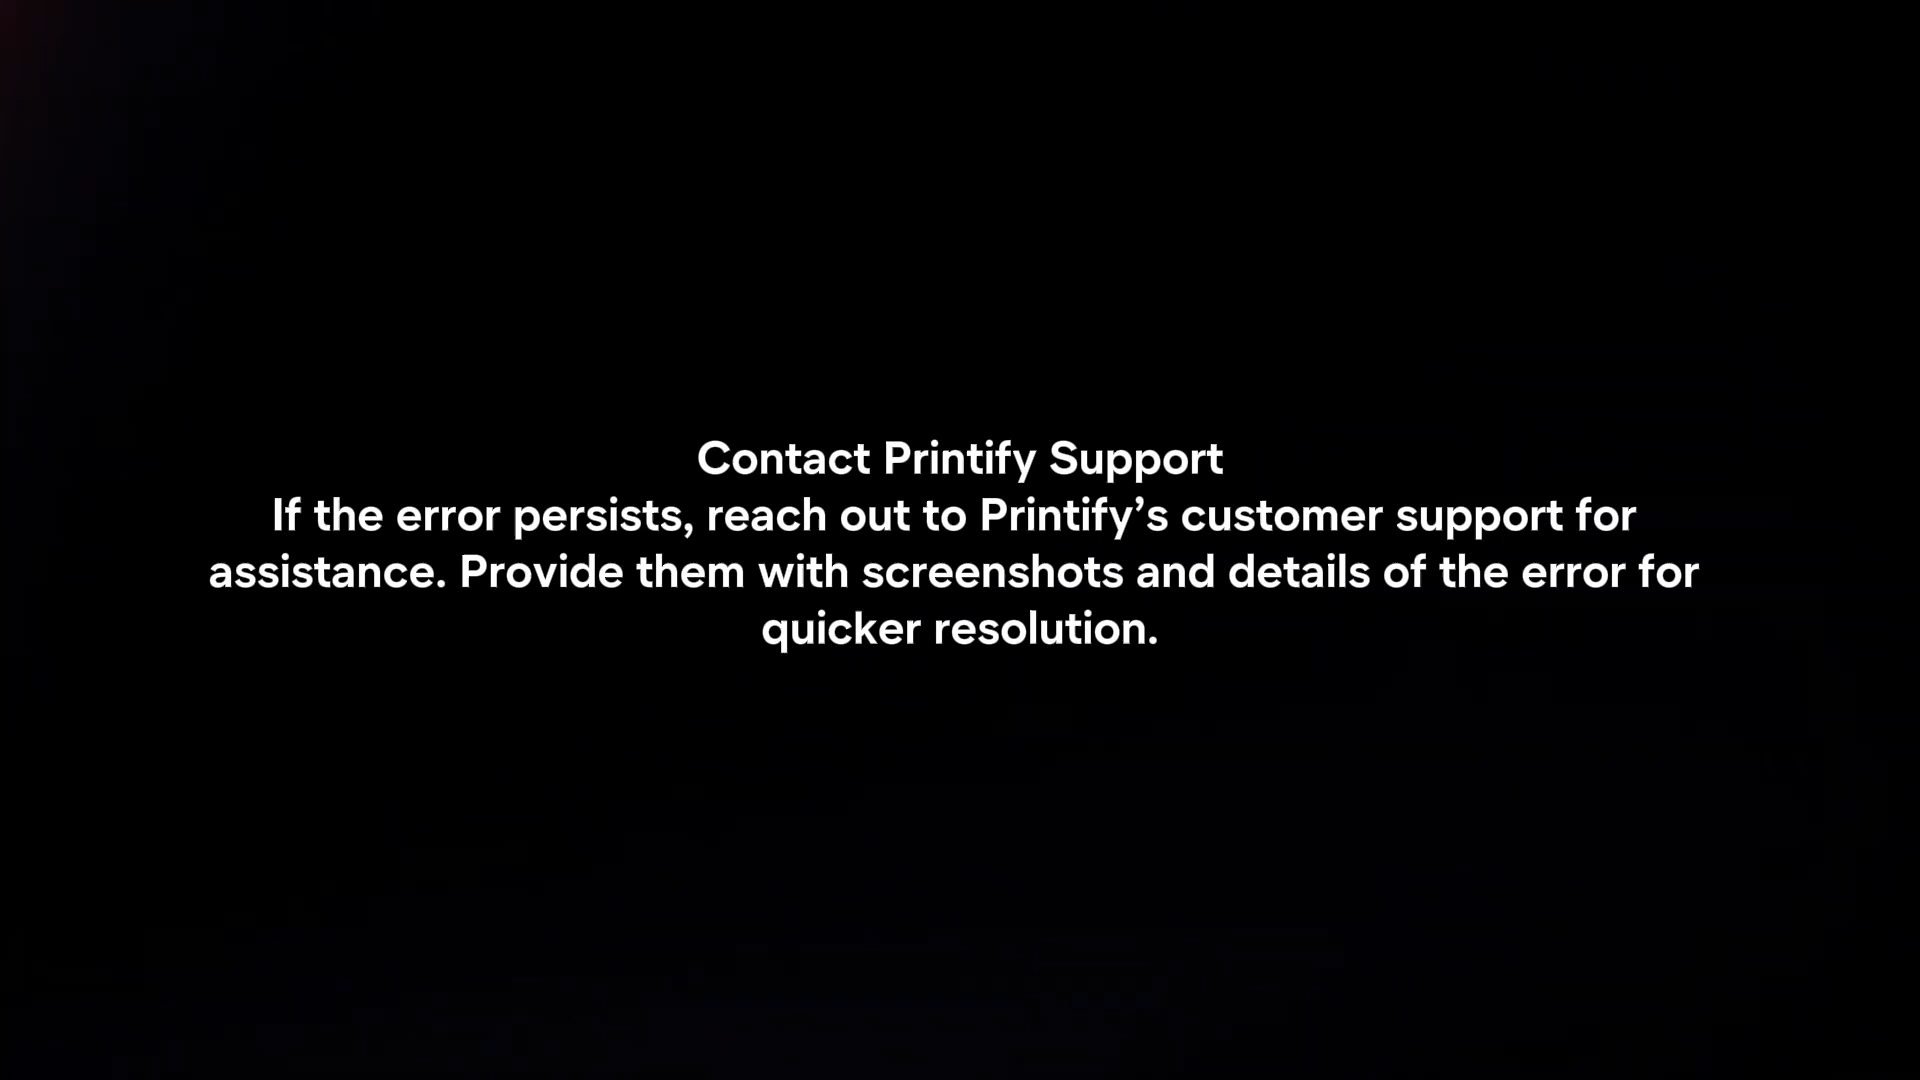 Contact Printify Support
If the error persists, reach out to Printify’s customer support for
assistance. Provide them with screenshots and details of the error for
quicker resolution.